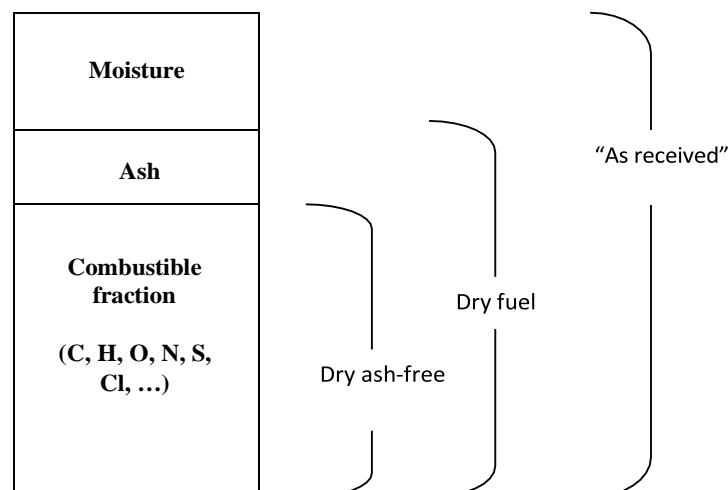 Moisture
Ash
Combustible
fraction
(C, H, O, N, S,
Cl, …)
Dry ash-free
Dry fuel
“As received”